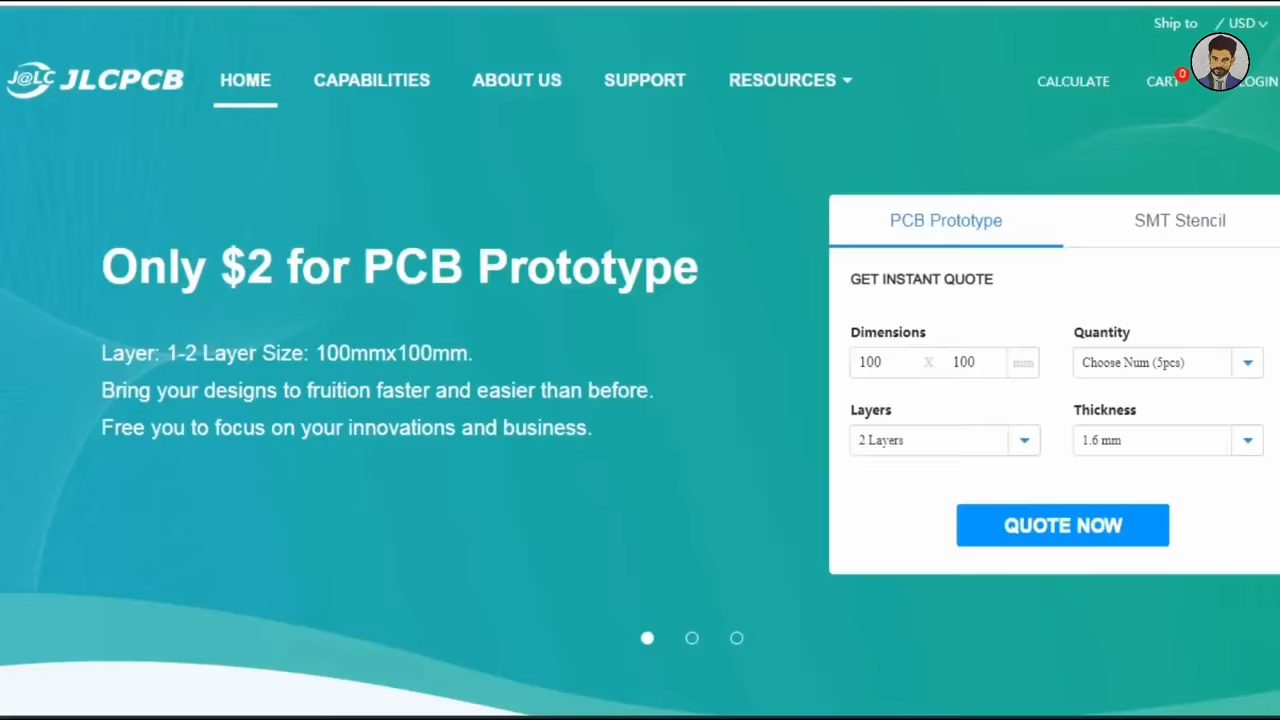 Ship to / USD
J@LC JLCPCB HOME CAPABILITIES ABOUT US SUPPORT RESOURCES CALCULATE CART 0 LOGIN
PCB Prototype SMT Stencil
GET INSTANT QUOTE
Only $2 for PCB Prototype
Layer: 1-2 Layer Size: 100mmx100mm.
Bring your designs to fruition faster and easier than before.
Free you to focus on your innovations and business.
Dimensions Quantity
100 X 100 mm Choose Num (5pcs)
Layers Thickness
2 Layers 1.6 mm
QUOTE NOW